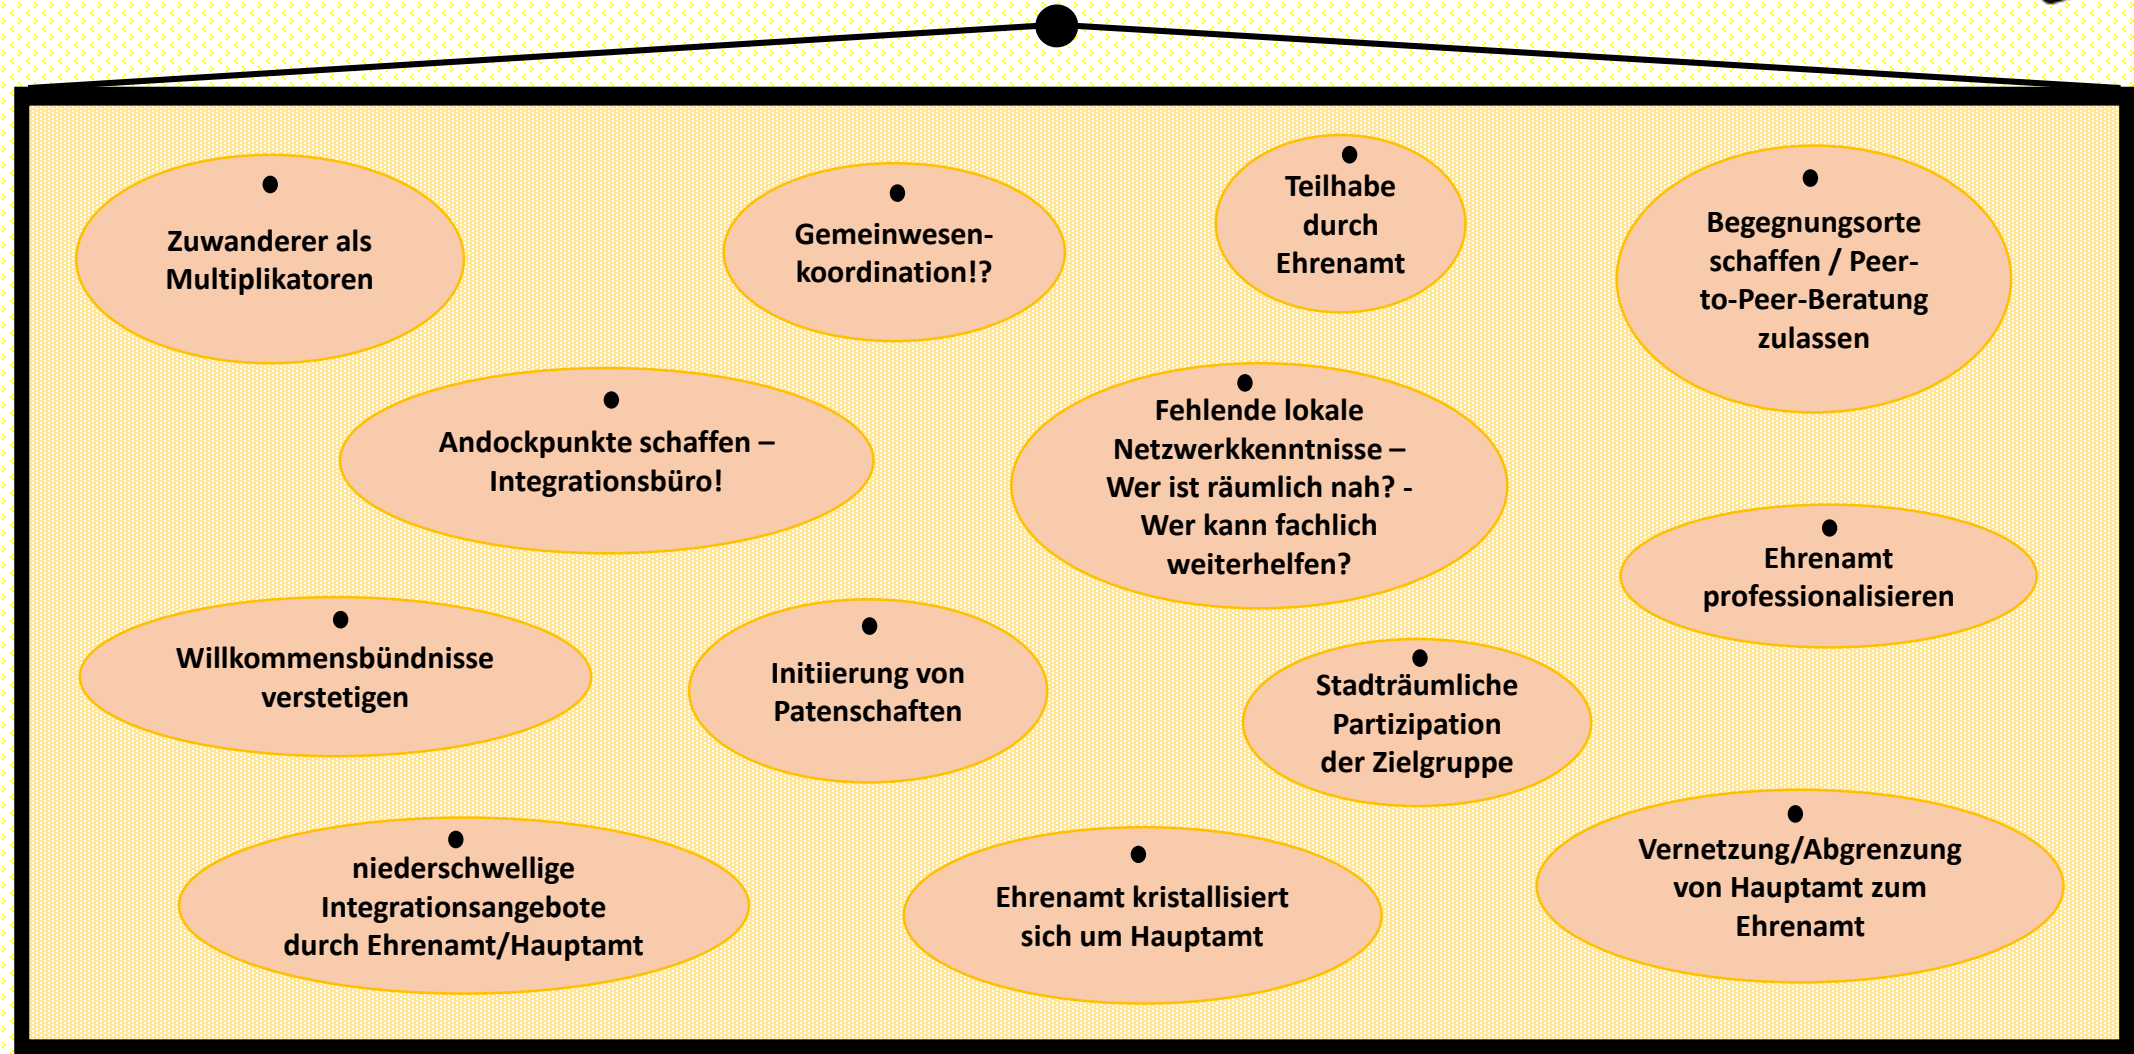 Zuwanderer als
Multiplikatoren
Gemeinwesen-
koordination!?
Teilhabe
durch
Ehrenamt
Begegnungsorte
schaffen / Peer-
to-Peer-Beratung
zulassen
Andockpunkte schaffen –
Integrationsbüro!
Fehlende lokale
Netzwerkkenntnisse –
Wer ist räumlich nah? -
Wer kann fachlich
weiterhelfen?
Ehrenamt
professionalisieren
Willkommensbündnisse
verstetigen
Initiierung von
Patenschaften
Stadträumliche
Partizipation
der Zielgruppe
niederschwellige
Integrationsangebote
durch Ehrenamt/Hauptamt
Ehrenamt kristallisiert
sich um Hauptamt
Vernetzung/Abgrenzung
von Hauptamt zum
Ehrenamt